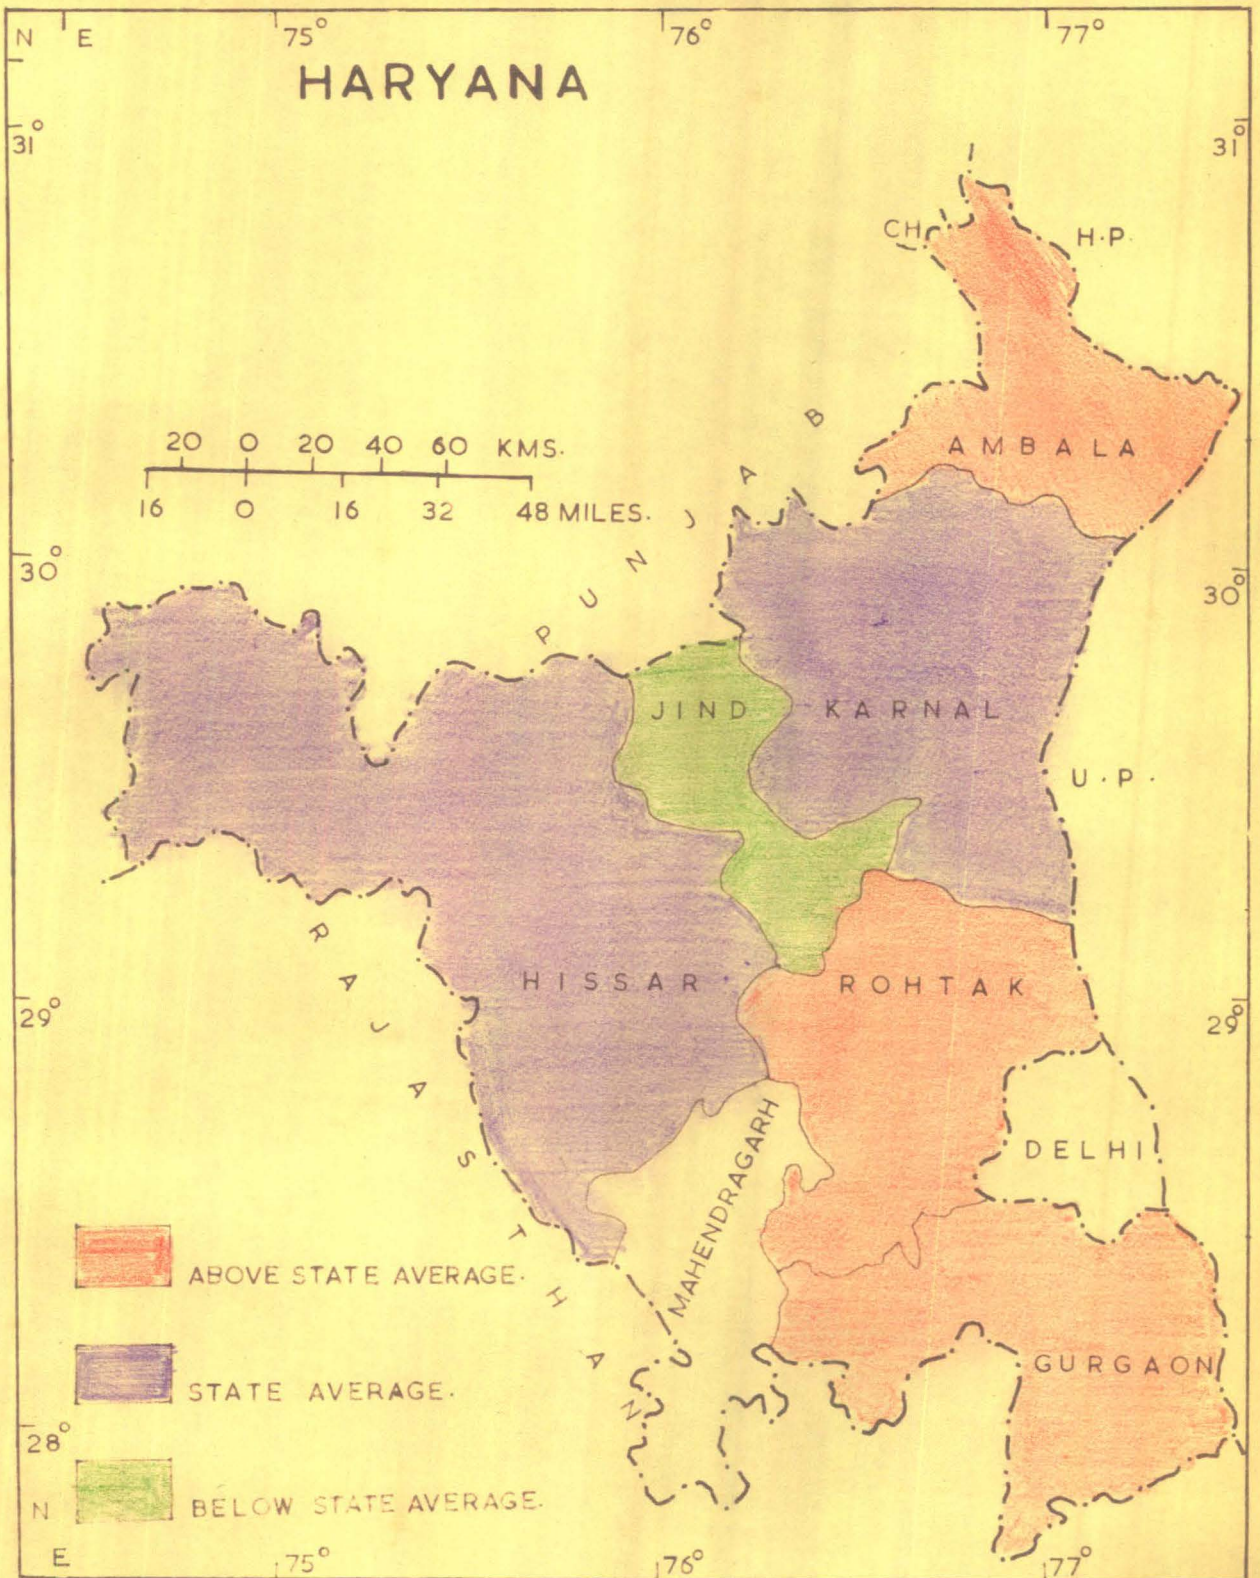 N E 75° 76° 77°
HARYANA
31° 31°
CH. H.P.
PUNJAB
AMBALA
20 0 20 40 60 KMS.
16 0 16 32 48 MILES.
30° 30°
JIND KARNAL
U.P.
RAJASTHAN
HISSAR ROHTAK
29° 29°
MAHENDRAGARH
DELHI
ABOVE STATE AVERAGE.
GURGAON
STATE AVERAGE.
28°
BELOW STATE AVERAGE.
N
E 75° 76° 77°